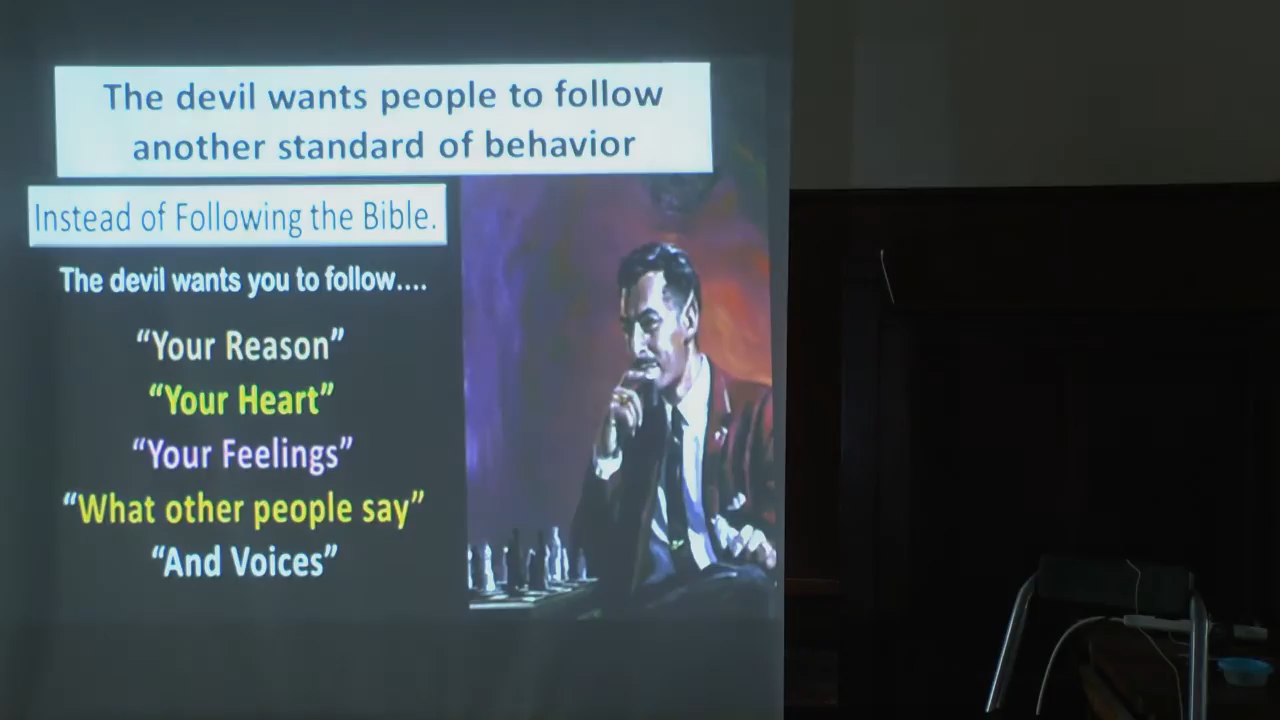 The devil wants people to follow
another standard of behavior
Instead of Following the Bible.
The devil wants you to follow....
“Your Reason”
“Your Heart”
“Your Feelings”
“What other people say”
“And Voices”